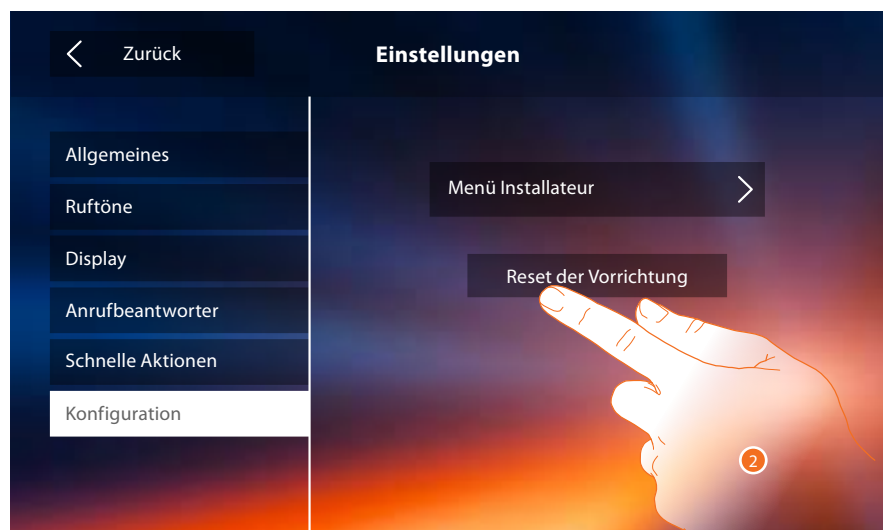 Zurück
Einstellungen
Allgemeines
Ruftöne
Display
Anrufbeantworter
Schnelle Aktionen
Konfiguration
Menü Installateur
Reset der Vorrichtung
2